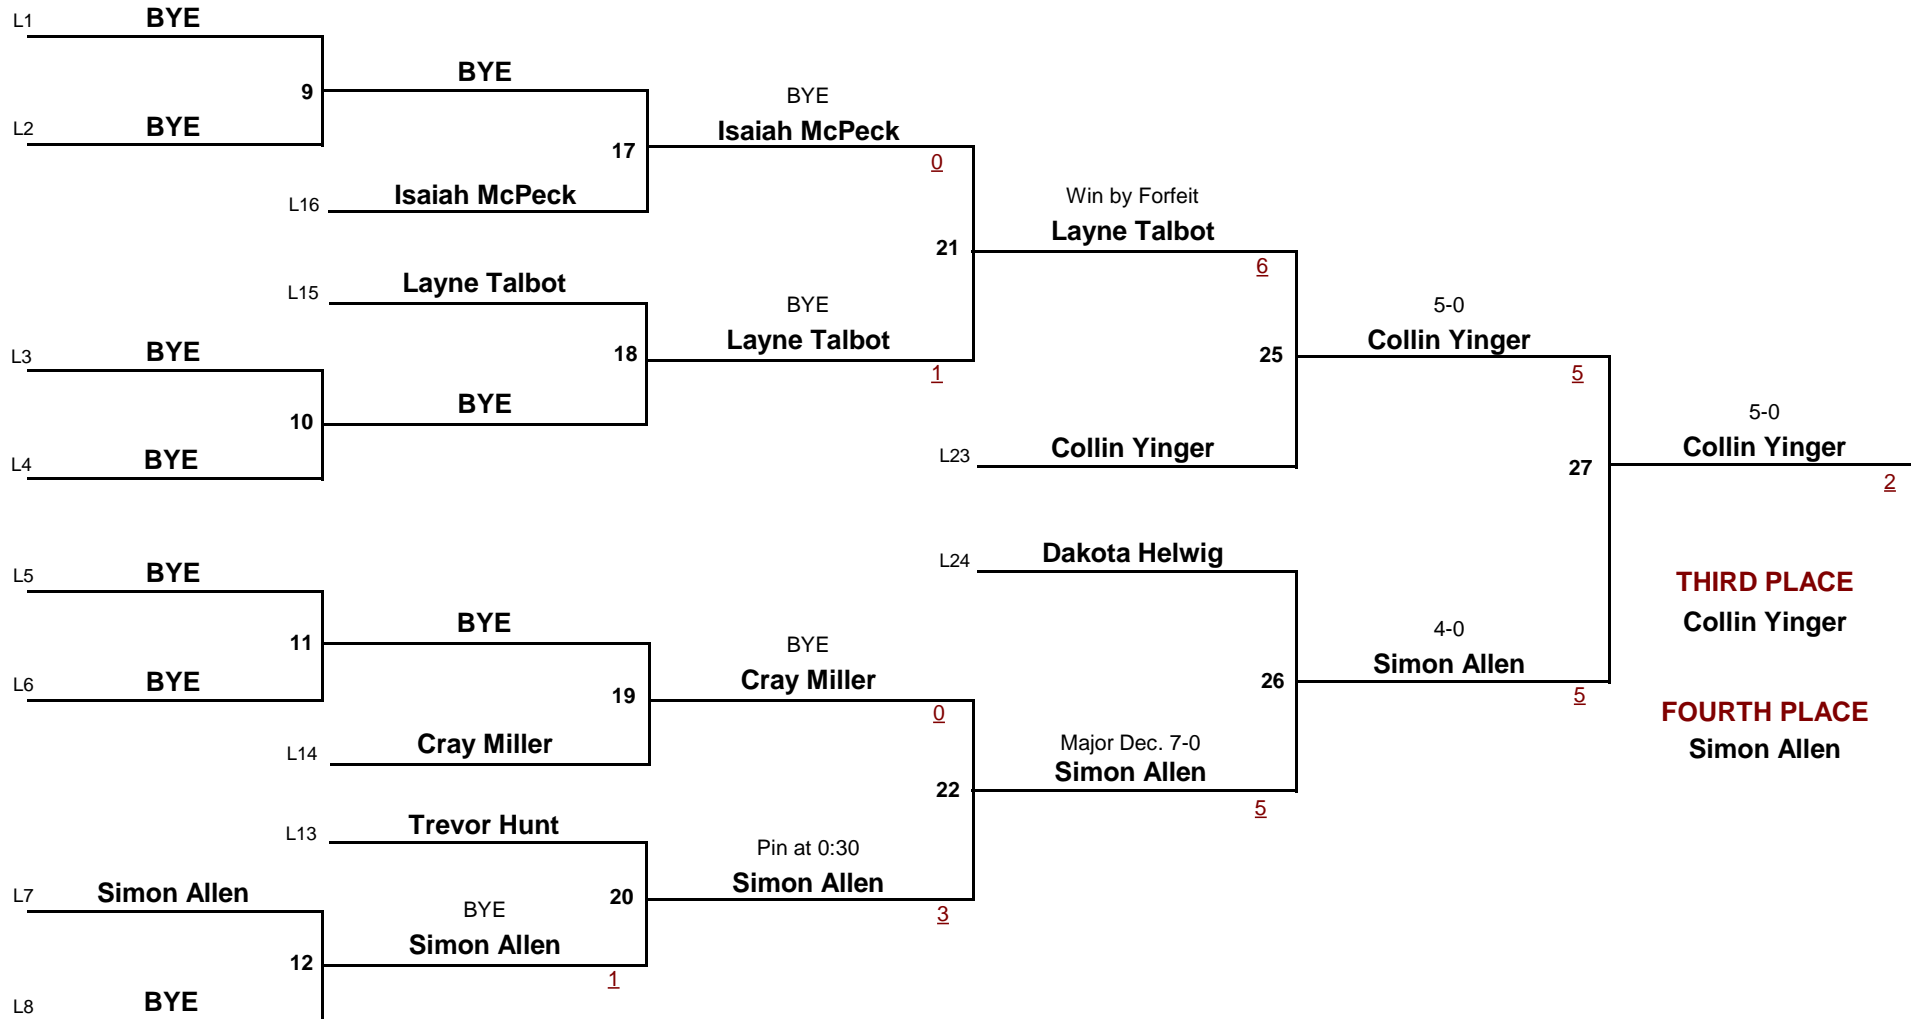 L1 BYE
9
BYE
L2 BYE
17
BYE
Isaiah McPeck
0
L16 Isaiah McPeck
21
Win by Forfeit
Layne Talbot
6
L15 Layne Talbot
18
BYE
Layne Talbot
1
L3 BYE
10
BYE
L4 BYE
25
5-0
Collin Yinger
5
L23 Collin Yinger
27
5-0
Collin Yinger
2
L24 Dakota Helwig
L5 BYE
11
BYE
L6 BYE
19
BYE
Cray Miller
0
L14 Cray Miller
26
4-0
Simon Allen
5
THIRD PLACE
Collin Yinger
FOURTH PLACE
Simon Allen
22
Major Dec. 7-0
Simon Allen
5
L13 Trevor Hunt
20
Pin at 0:30
Simon Allen
3
L7 Simon Allen
12
BYE
Simon Allen
1
L8 BYE